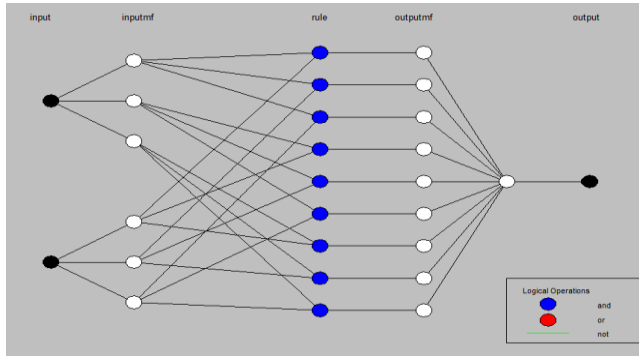 input inputmf rule outputmf output
Logical Operations
and
or
not